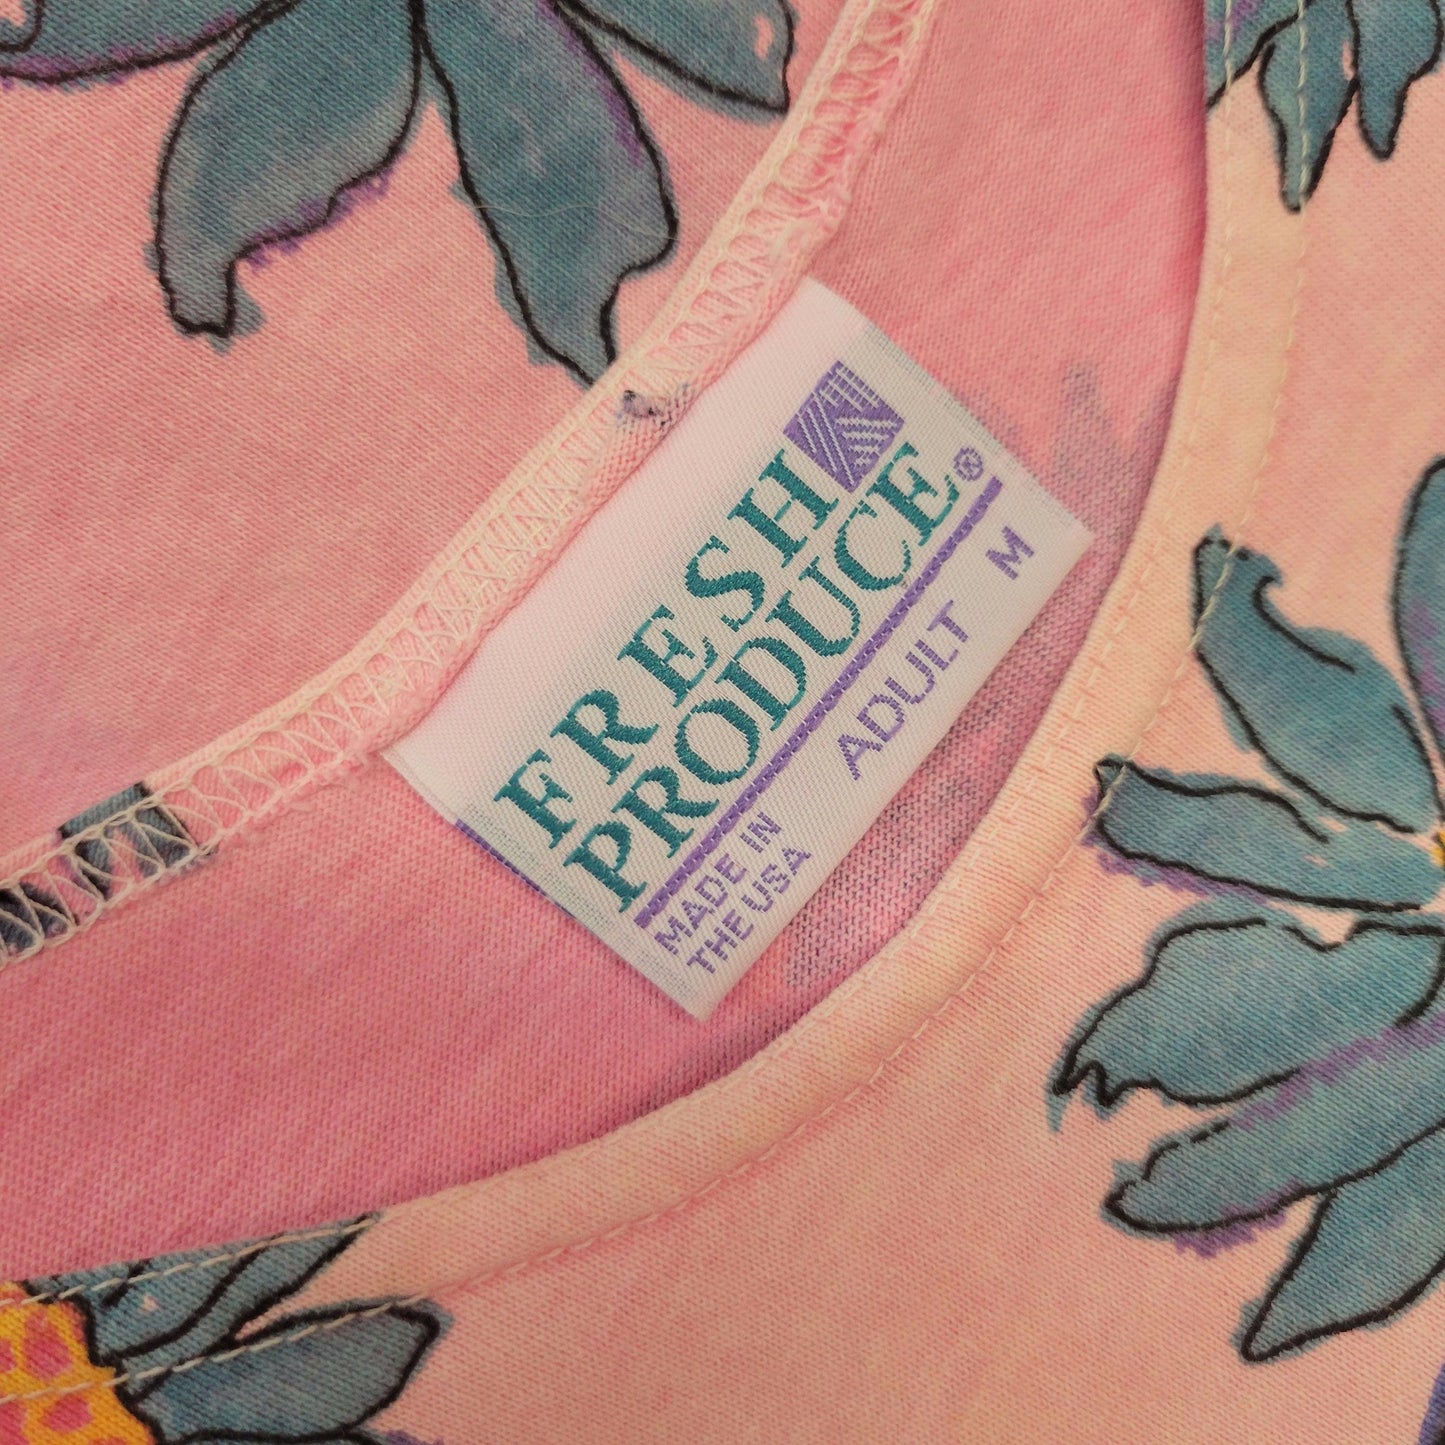 FRESH
PRODUCE®
ADULT M
MADE IN
THE USA